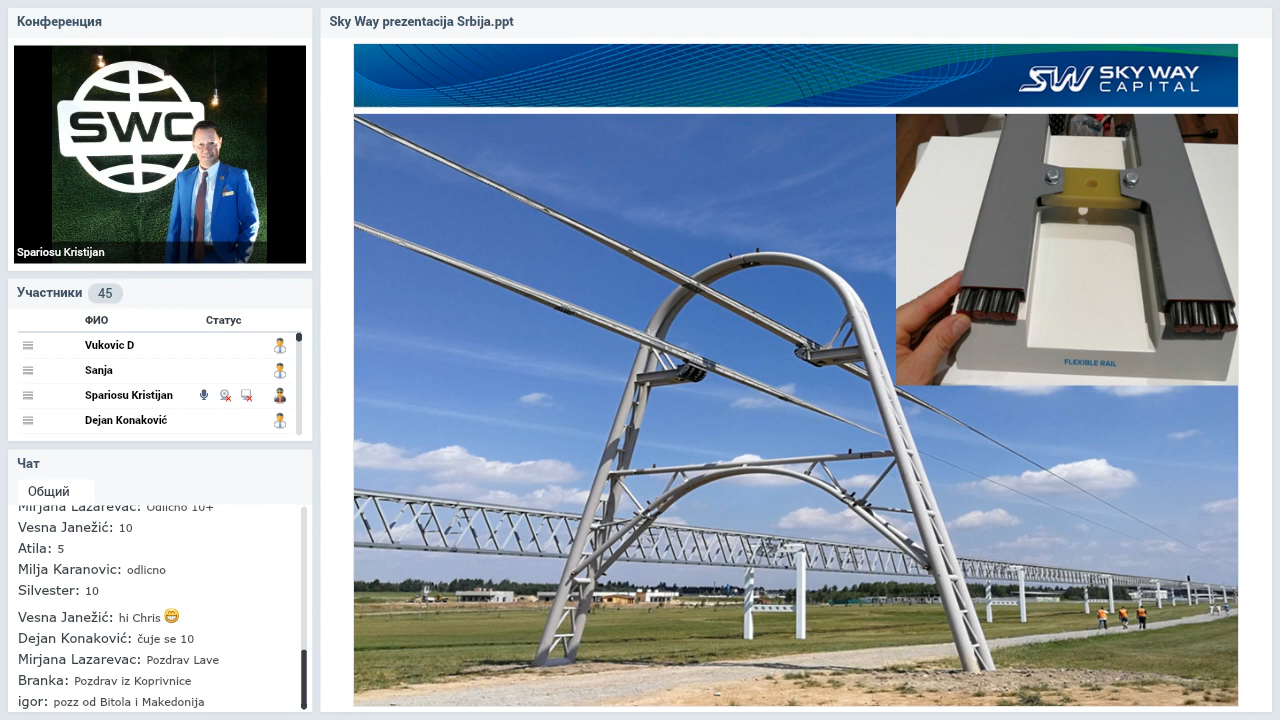 Конференция
SWC
Spariosu Kristijan
Участники 45
ФИО Статус
Vukovic D
Sanja
Spariosu Kristijan
Dejan Konaković
Чат
Общий
Mirjana Lazarevac: Odlicno 10+
Vesna Janežić: 10
Atila: 5
Milja Karanovic: odlicno
Silvester: 10
Vesna Janežić: hi Chris
Dejan Konaković: čuje se 10
Mirjana Lazarevac: Pozdrav Lave
Branka: Pozdrav iz Koprivnice
igor: pozz od Bitola i Makedonija
Sky Way prezentacija Srbija.ppt
SW SKY WAY
CAPITAL
FLEXIBLE RAIL